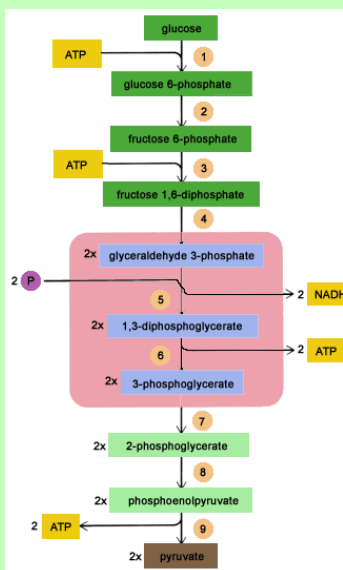 glucose
ATP
1
glucose 6-phosphate
2
fructose 6-phosphate
ATP
3
fructose 1,6-diphosphate
4
2x glyceraldehyde 3-phosphate
2 P
2 NADH
5
2x 1,3-diphosphoglycerate
6
2 ATP
2x 3-phosphoglycerate
7
2x 2-phosphoglycerate
8
2x phosphoenolpyruvate
2 ATP
9
2x pyruvate